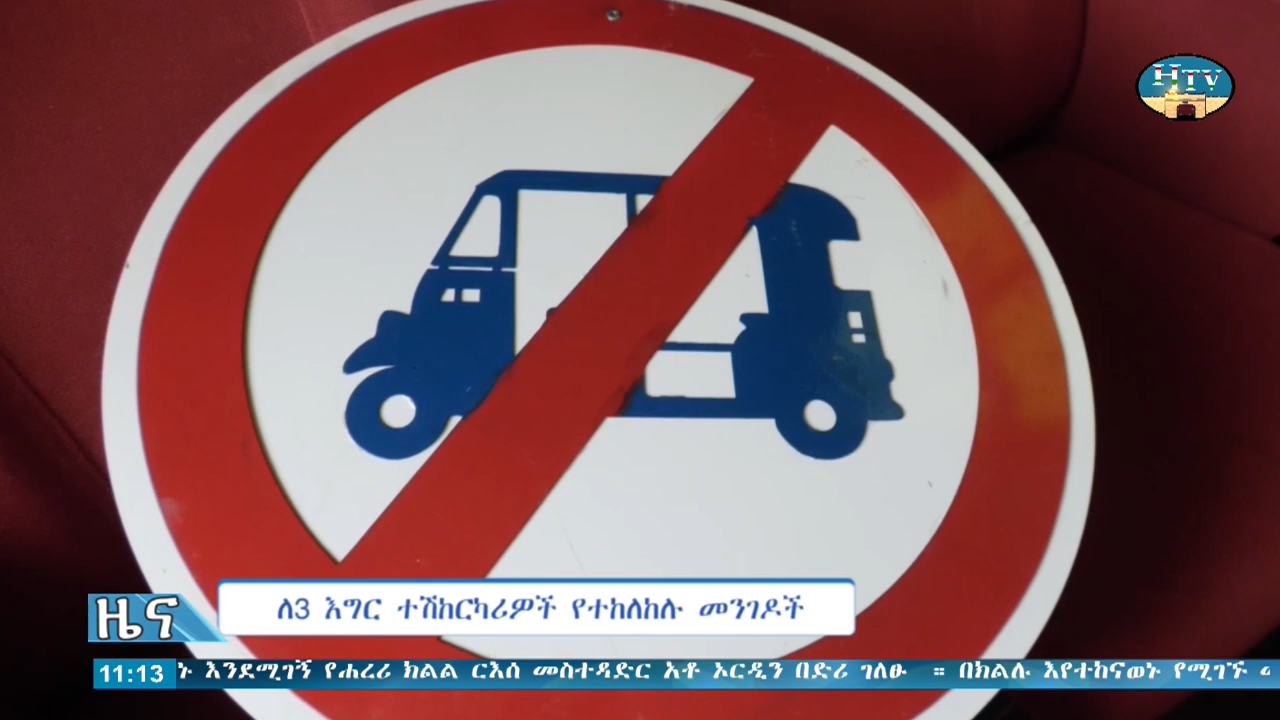 HTV
ለ3 እግር ተሽከርካሪዎች የተከለከሉ መንገዶች
ዜና
11:13 ኑ እንደሚገኝ የሐረሪ ክልል ርእሰ መስተዳድር አቶ ኦርዲን በድሪ ገለፁ ። በክልሉ እየተከናወኑ የሚገኙ